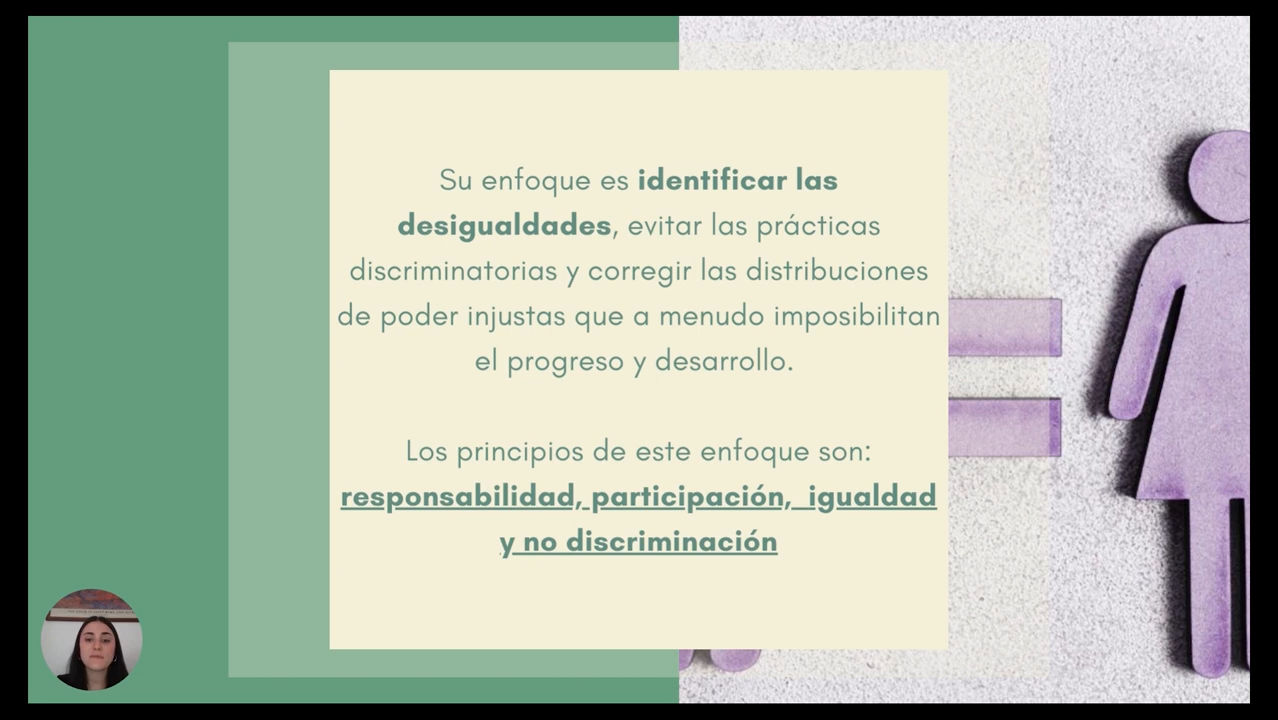 Su enfoque es identificar las
desigualdades, evitar las prácticas
discriminatorias y corregir las distribuciones
de poder injustas que a menudo imposibilitan
el progreso y desarrollo.
Los principios de este enfoque son:
responsabilidad, participación, igualdad
y no discriminación